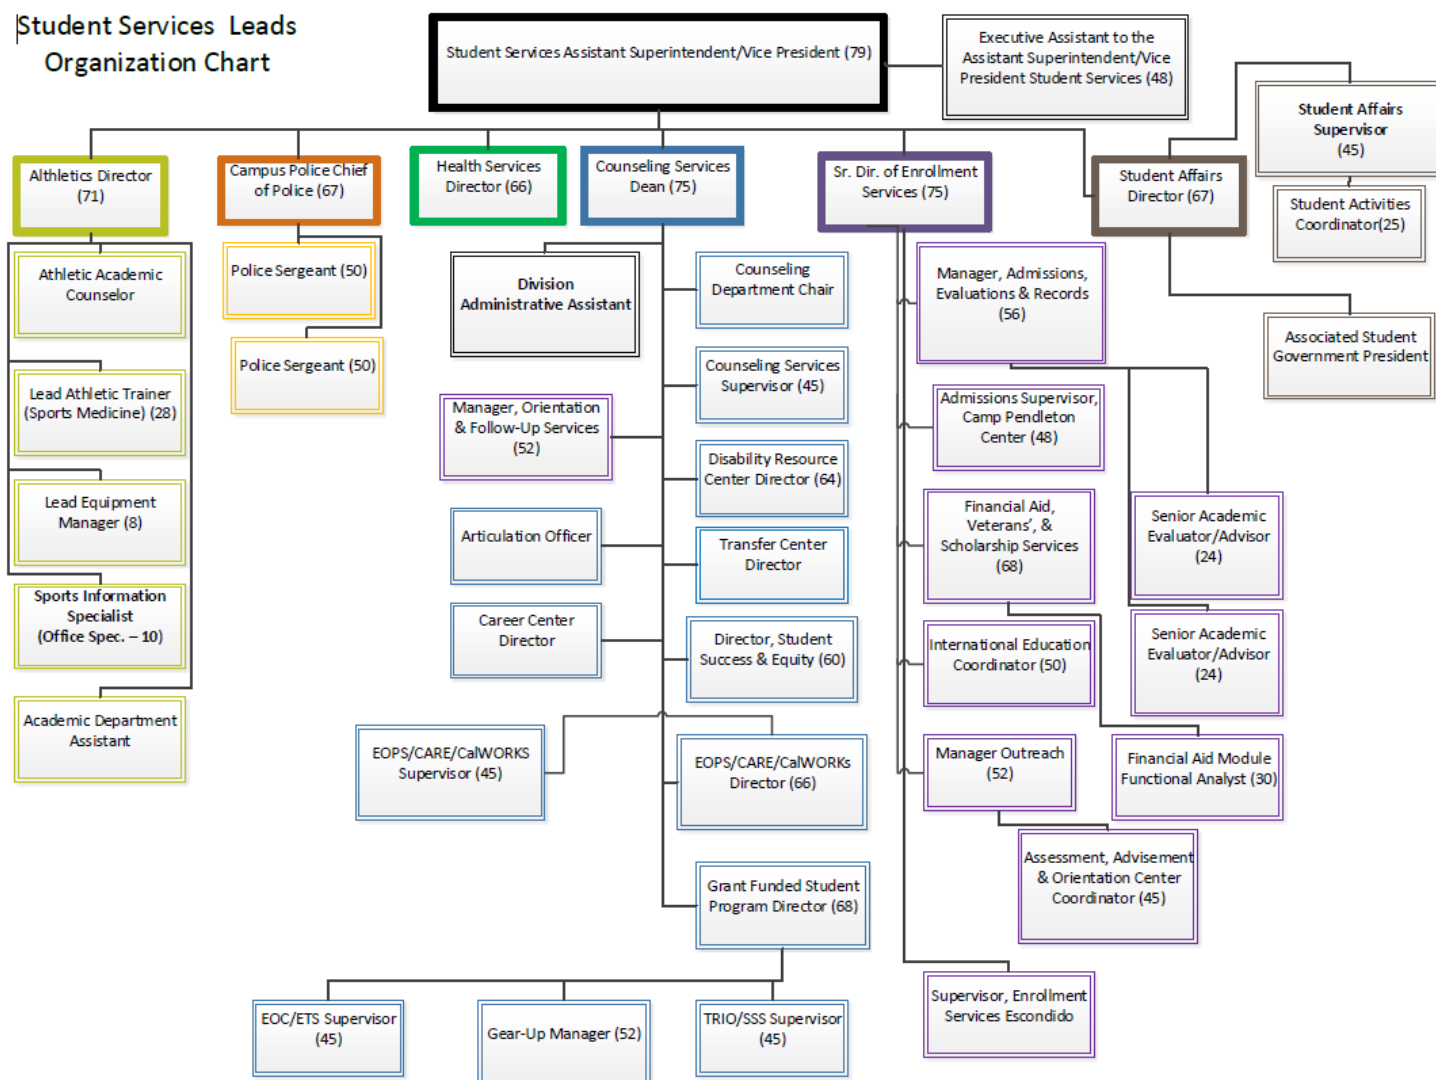 Student Services Leads
Organization Chart
Student Services Assistant Superintendent/Vice President (79)
Executive Assistant to the
Assistant Superintendent/Vice
President Student Services (48)
Student Affairs
Supervisor
(45)
Student Activities
Coordinator(25)
Althletics Director
(71)
Campus Police Chief
of Police (67)
Health Services
Director (66)
Counseling Services
Dean (75)
Sr. Dir. of Enrollment
Services (75)
Student Affairs
Director (67)
Associated Student
Government President
Athletic Academic
Counselor
Lead Athletic Trainer
(Sports Medicine) (28)
Lead Equipment
Manager (8)
Sports Information
Specialist
(Office Spec. – 10)
Academic Department
Assistant
Police Sergeant (50)
Police Sergeant (50)
Division
Administrative Assistant
Counseling
Department Chair
Counseling Services
Supervisor (45)
Manager, Orientation
& Follow-Up Services
(52)
Disability Resource
Center Director (64)
Articulation Officer
Transfer Center
Director
Career Center
Director
Director, Student
Success & Equity (60)
EOPS/CARE/CalWORKS
Supervisor (45)
EOPS/CARE/CalWORKs
Director (66)
Grant Funded Student
Program Director (68)
EOC/ETS Supervisor
(45)
Gear-Up Manager (52)
TRIO/SSS Supervisor
(45)
Manager, Admissions,
Evaluations & Records
(56)
Admissions Supervisor,
Camp Pendleton
Center (48)
Financial Aid,
Veterans', &
Scholarship Services
(68)
Senior Academic
Evaluator/Advisor
(24)
Senior Academic
Evaluator/Advisor
(24)
International Education
Coordinator (50)
Manager Outreach
(52)
Financial Aid Module
Functional Analyst (30)
Assessment, Advisement
& Orientation Center
Coordinator (45)
Supervisor, Enrollment
Services Escondido